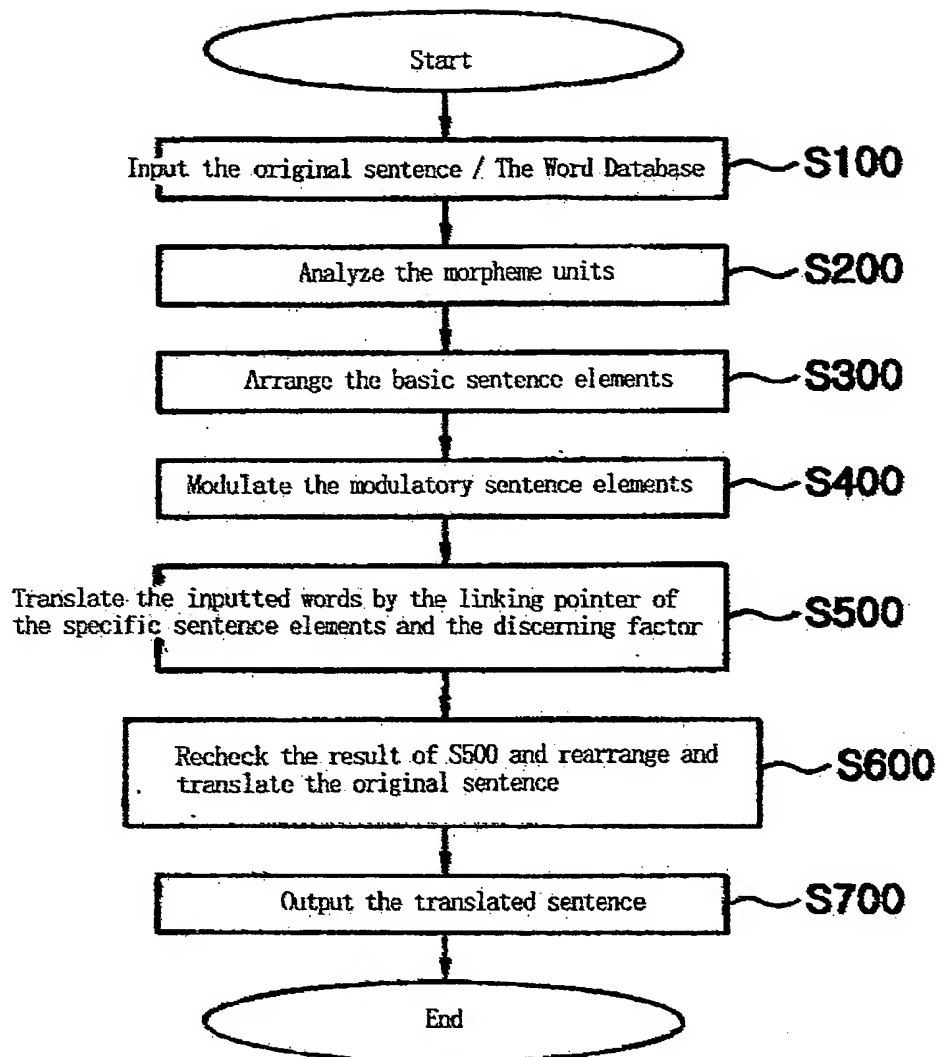 Start
Input the original sentence / The Word Database
S100
Analyze the morpheme units
S200
Arrange the basic sentence elements
S300
Modulate the modulatory sentence elements
S400
Translate the inputted words by the linking pointer of
the specific sentence elements and the discerning factor
S500
Recheck the result of S500 and rearrange and
translate the original sentence
S600
Output the translated sentence
S700
End